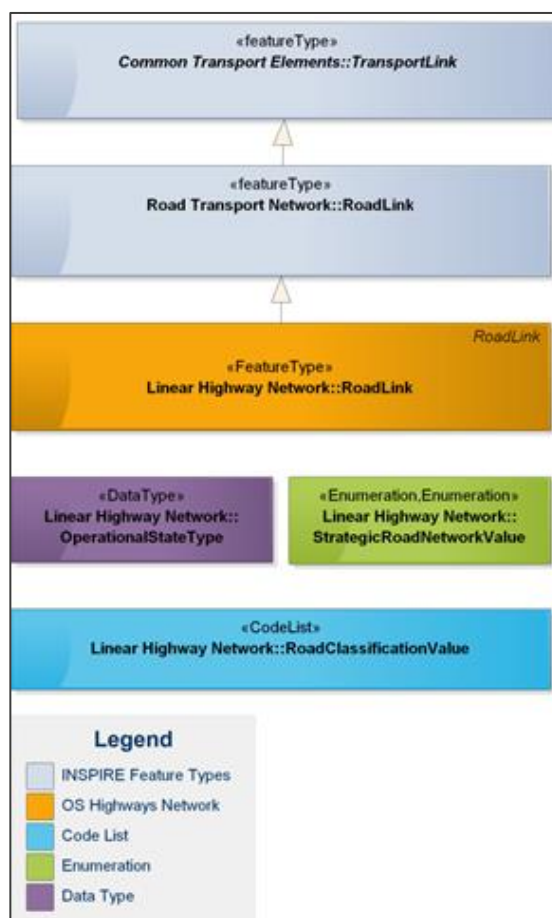 «featureType»
Common Transport Elements::TransportLink
«featureType»
Road Transport Network::RoadLink
RoadLink
«FeatureType»
Linear Highway Network::RoadLink
«DataType»
Linear Highway Network::
OperationalStateType
«Enumeration,Enumeration»
Linear Highway Network::
StrategicRoadNetworkValue
«CodeList»
Linear Highway Network::RoadClassificationValue
Legend
INSPIRE Feature Types
OS Highways Network
Code List
Enumeration
Data Type